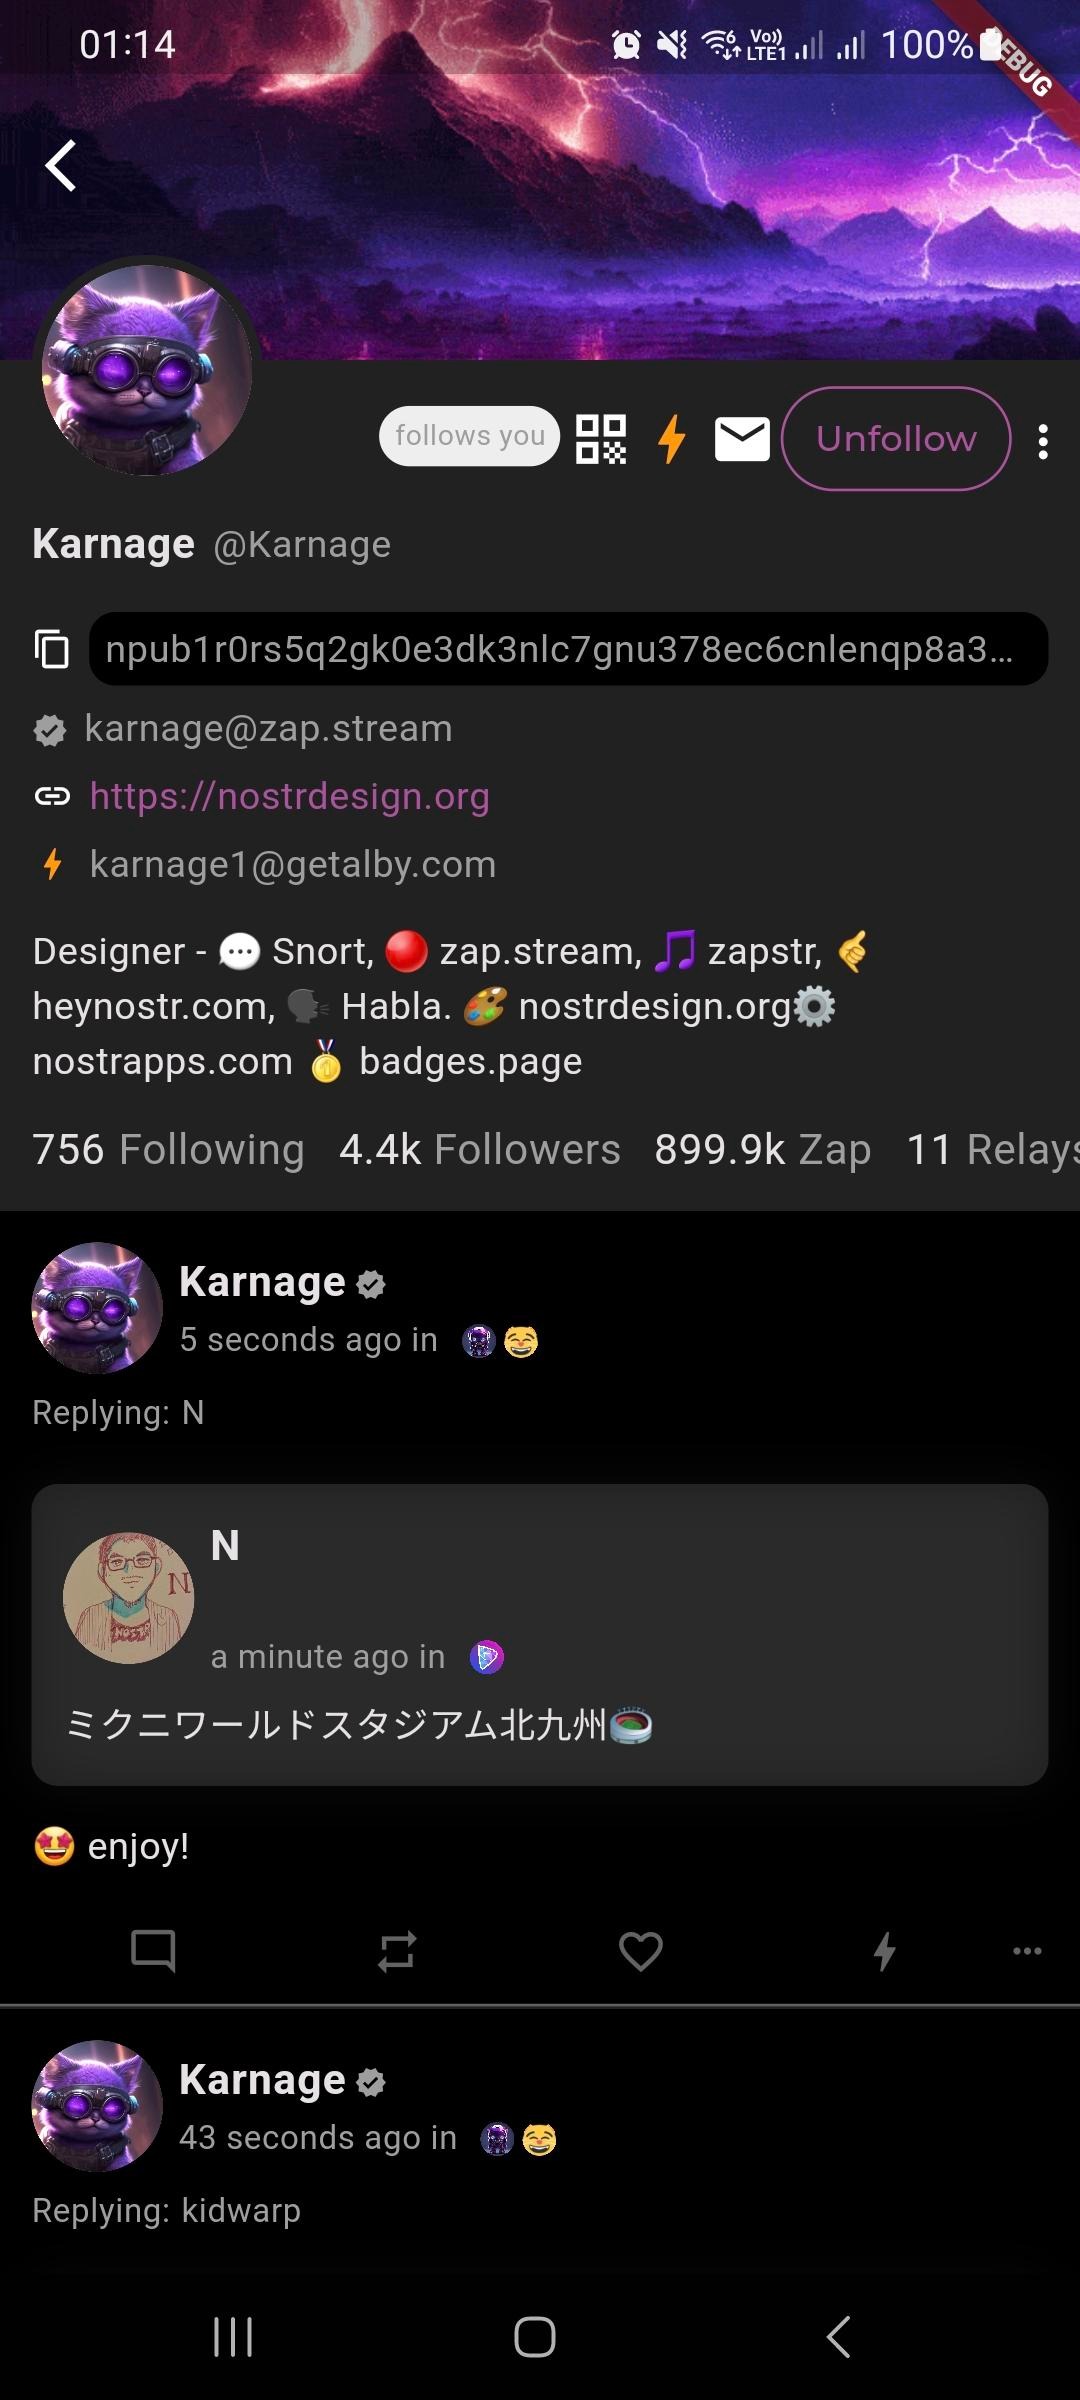 01:14 Vo)) LTE1 6 100%
follows you Unfollow
Karnage @Karnage
npub1r0rs5q2gk0e3dk3nlc7gnu378ec6cnlenqp8a3...
karnage@zap.stream
https://nostrdesign.org
karnage1@getalby.com
Designer - 💬 Snort, 🔴 zap.stream, 🎵 zapstr, 🤙
heynostr.com, 🗣️ Habla. 🎨 nostrdesign.org⚙️
nostrapps.com 🏅 badges.page
756 Following 4.4k Followers 899.9k Zap 11 Relays
Karnage
5 seconds ago in
Replying: N
N
N
a minute ago in
ミクニワールドスタジアム北九州🏟️
🤩 enjoy!
Karnage
43 seconds ago in
Replying: kidwarp